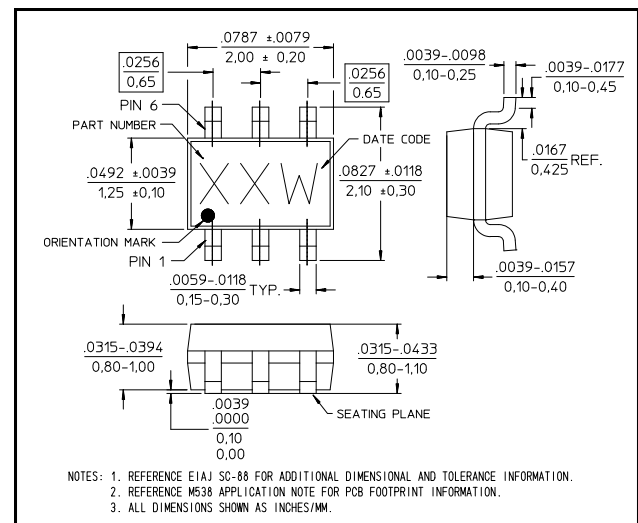 .0787 ±.0079
2,00 ± 0,20
.0256
0,65
.0256
0.65
.0039-.0098
0,10-0,25
.0039-.0177
0,10-0,45
PIN 6
PART NUMBER
DATE CODE
.0167
0,425
REF.
.0492 ±.0039
1,25 ±0,10
XXW
.0827 ±.0118
2,10 ±0,30
ORIENTATION MARK
PIN 1
.0059-.0118
0,15-0,30
TYP.
.0039-.0157
0,10-0,40
.0315-.0394
0,80-1,00
.0315-.0433
0,80-1,10
.0039
.0000
0,10
0,00
SEATING PLANE
NOTES: 1. REFERENCE EIAJ SC-88 FOR ADDITIONAL DIMENSIONAL AND TOLERANCE INFORMATION.
2. REFERENCE M538 APPLICATION NOTE FOR PCB FOOTPRINT INFORMATION.
3. ALL DIMENSIONS SHOWN AS INCHES/MM.